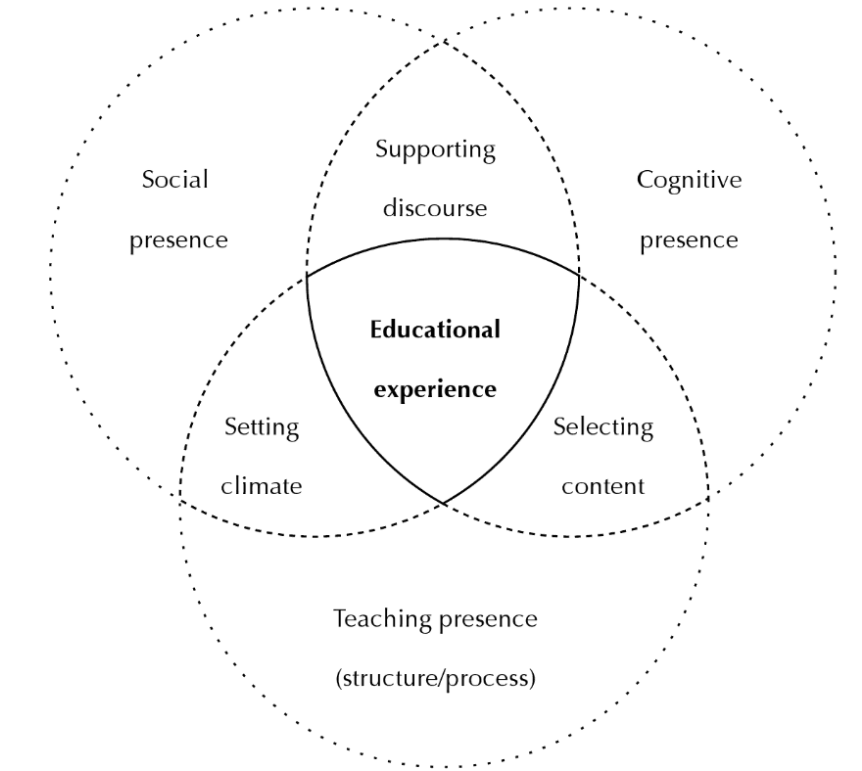 Supporting
discourse
Social
presence
Cognitive
presence
Educational
experience
Setting
climate
Selecting
content
Teaching presence
(structure/process)